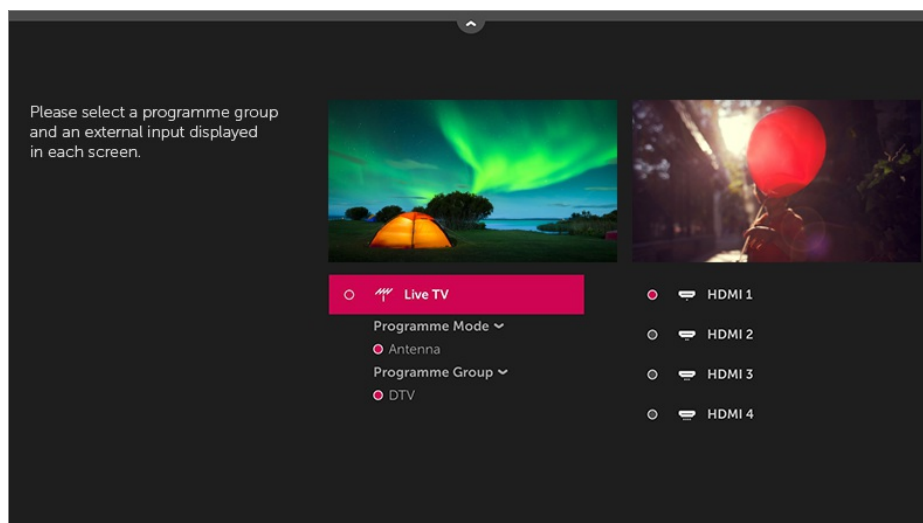 Please select a programme group
and an external input displayed
in each screen.
Live TV
Programme Mode
Antenna
Programme Group
DTV
HDMI 1
HDMI 2
HDMI 3
HDMI 4